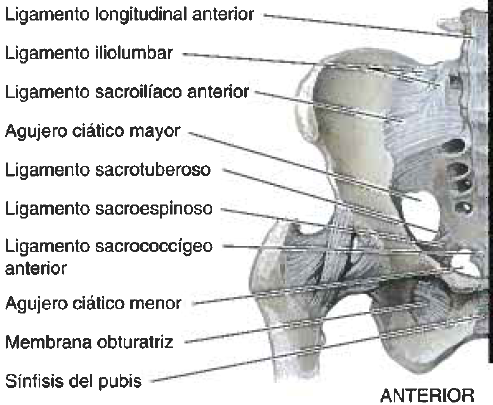 Ligamento longitudinal anterior
Ligamento iliolumbar
Ligamento sacroilíaco anterior
Agujero ciático mayor
Ligamento sacrotuberoso
Ligamento sacroespinoso
Ligamento sacrococcígeo
anterior
Agujero ciático menor
Membrana obturatriz
Sínfisis del pubis
ANTERIOR